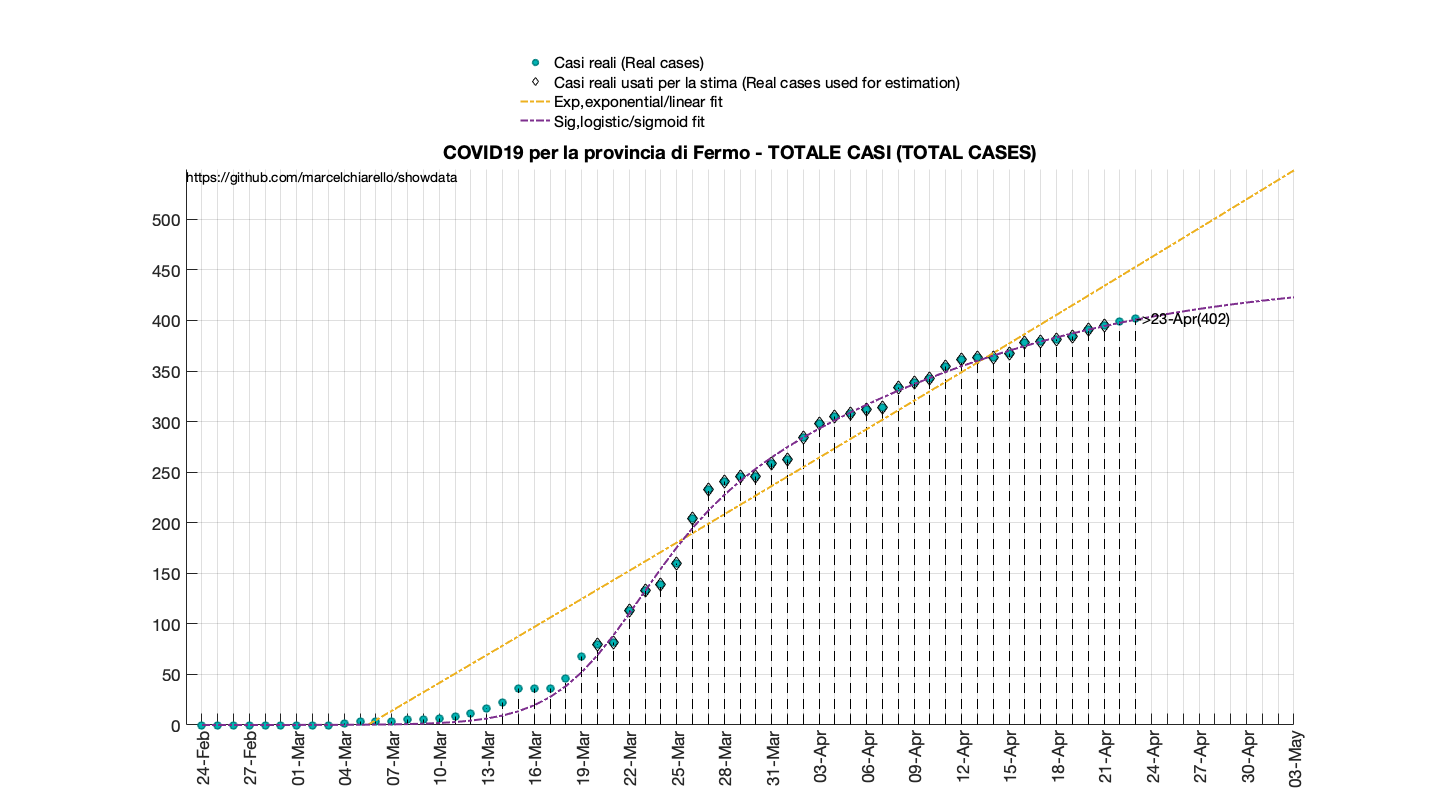 Casi reali (Real cases)
Casi reali usati per la stima (Real cases used for estimation)
Exp,exponential/linear fit
Sig,logistic/sigmoid fit
COVID19 per la provincia di Fermo - TOTALE CASI (TOTAL CASES)
https://github.com/marcelchiarello/showdata
500
450
400
350
300
250
200
150
100
50
0
->23-Apr(402)
24-Feb
27-Feb
01-Mar
04-Mar
07-Mar
10-Mar
13-Mar
16-Mar
19-Mar
22-Mar
25-Mar
28-Mar
31-Mar
03-Apr
06-Apr
09-Apr
12-Apr
15-Apr
18-Apr
21-Apr
24-Apr
27-Apr
30-Apr
03-May